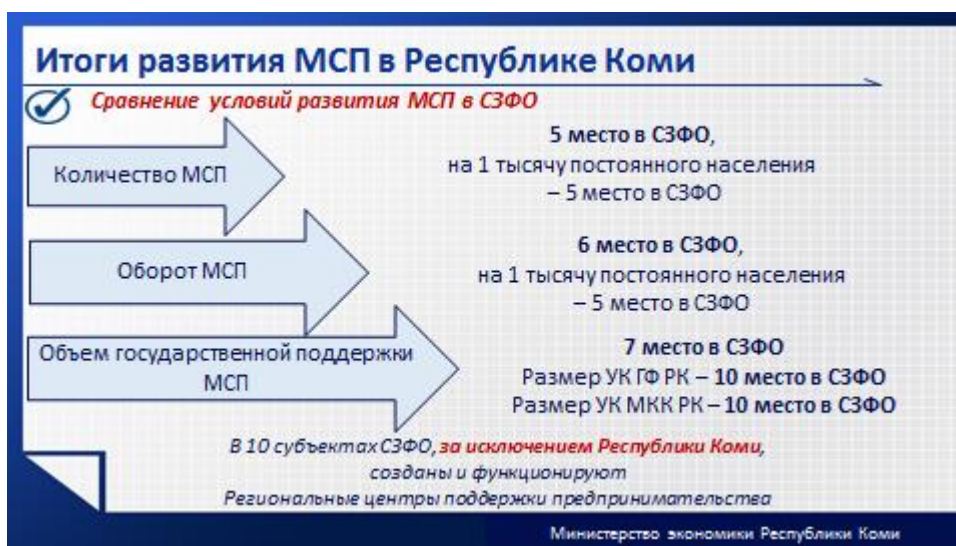 Итоги развития МСП в Республике Коми
Сравнение условий развития МСП в СЗФО
Количество МСП
5 место в СЗФО,
на 1 тысячу постоянного населения
– 5 место в СЗФО
Оборот МСП
6 место в СЗФО,
на 1 тысячу постоянного населения
– 5 место в СЗФО
Объем государственной поддержки
МСП
7 место в СЗФО
Размер УК ГФ РК – 10 место в СЗФО
Размер УК МКК РК – 10 место в СЗФО
В 10 субъектах СЗФО, за исключением Республики Коми,
созданы и функционируют
Региональные центры поддержки предпринимательства
Министерство экономики Республики Коми